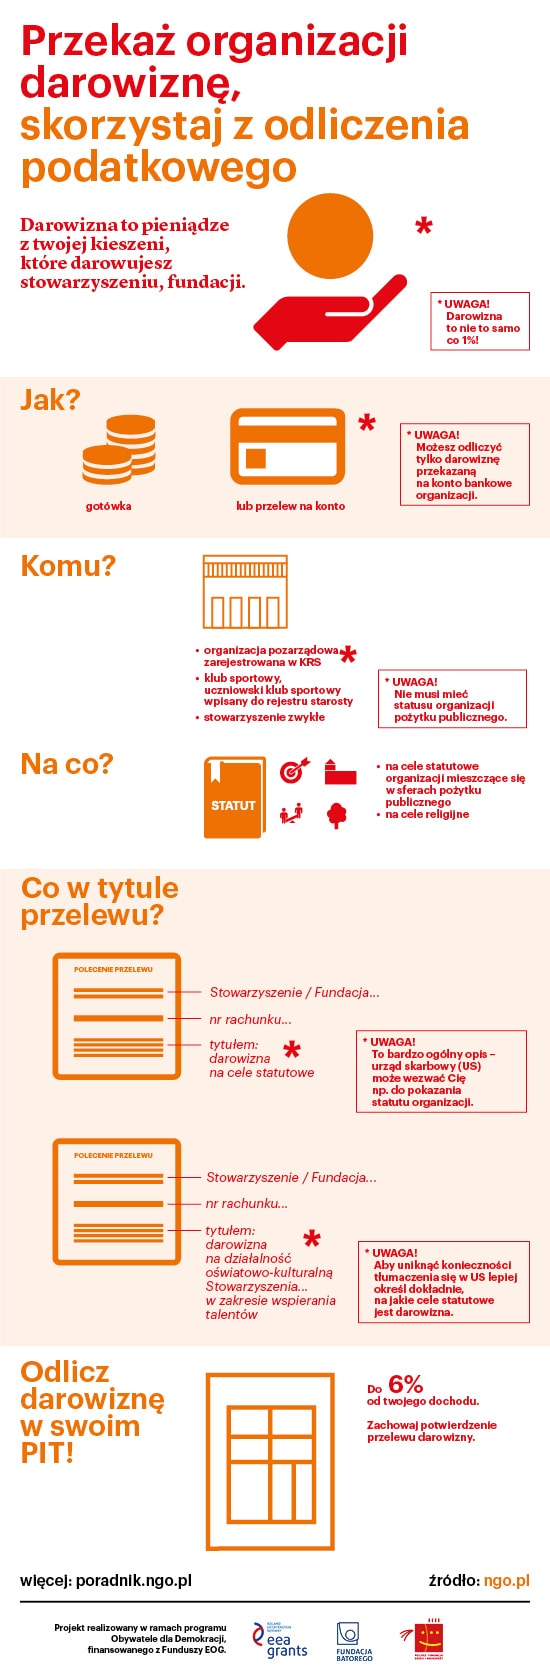 Przekaż organizacji
darowiznę,
skorzystaj z odliczenia
podatkowego
Darowizna to pieniądze
z twojej kieszeni,
które darowujesz
stowarzyszeniu, fundacji.
*
* UWAGA!
Darowizna
to nie to samo
co 1%!
Jak?
gotówka
lub przelew na konto
*
* UWAGA!
Możesz odliczyć
tylko darowiznę
przekazaną
na konto bankowe
organizacji.
Komu?
• organizacja pozarządowa *
zarejestrowana w KRS
• klub sportowy,
uczniowski klub sportowy
wpisany do rejestru starosty
• stowarzyszenie zwykłe
* UWAGA!
Nie musi mieć
statusu organizacji
pożytku publicznego.
Na co?
STATUT
• na cele statutowe
organizacji mieszczące się
w sferach pożytku
publicznego
• na cele religijne
Co w tytule
przelewu?
POLECENIE PRZELEWU
Stowarzyszenie / Fundacja...
nr rachunku...
tytułem:
darowizna
na cele statutowe
*
* UWAGA!
To bardzo ogólny opis –
urząd skarbowy (US)
może wezwać Cię
np. do pokazania
statutu organizacji.
POLECENIE PRZELEWU
Stowarzyszenie / Fundacja...
nr rachunku...
tytułem:
darowizna
na działalność
oświatowo-kulturalną
Stowarzyszenia...
w zakresie wspierania
talentów
*
* UWAGA!
Aby uniknąć konieczności
tłumaczenia się w US lepiej
określ dokładnie,
na jakie cele statutowe
jest darowizna.
Odlicz
darowiznę
w swoim
PIT!
Do 6%
od twojego dochodu.
Zachowaj potwierdzenie
przelewu darowizny.
więcej: poradnik.ngo.pl
źródło: ngo.pl
Projekt realizowany w ramach programu
Obywatele dla Demokracji,
finansowanego z Funduszy EOG.
eea
grants
FUNDACJA
BATOREGO